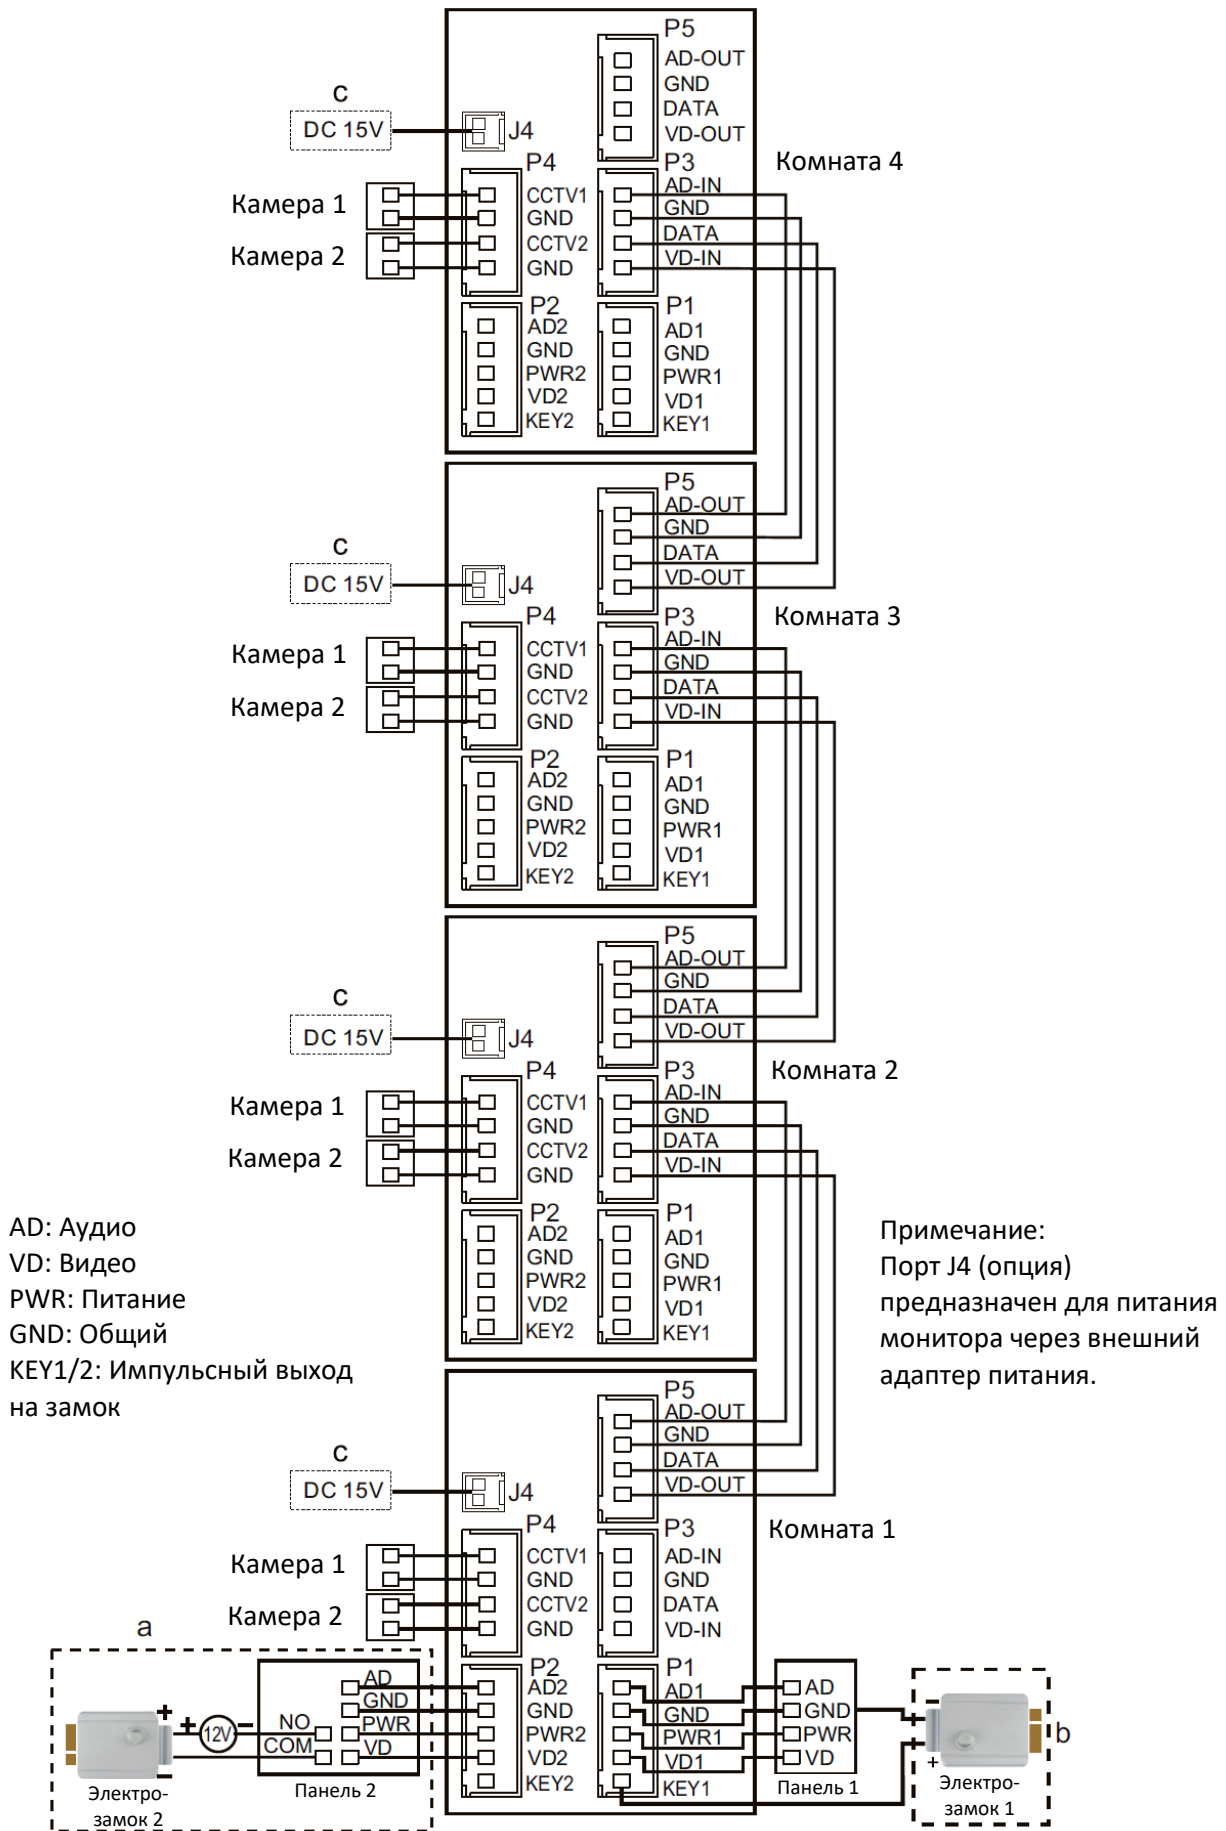 P5
AD-OUT
GND
DATA
VD-OUT
C
DC 15V
J4
Комната 4
P4
CCTV1
GND
CCTV2
GND
Камера 1
Камера 2
P3
AD-IN
GND
DATA
VD-IN
P2
AD2
GND
PWR2
VD2
KEY2
P1
AD1
GND
PWR1
VD1
KEY1
P5
AD-OUT
GND
DATA
VD-OUT
C
DC 15V
J4
Комната 3
P4
CCTV1
GND
CCTV2
GND
Камера 1
Камера 2
P3
AD-IN
GND
DATA
VD-IN
P2
AD2
GND
PWR2
VD2
KEY2
P1
AD1
GND
PWR1
VD1
KEY1
P5
AD-OUT
GND
DATA
VD-OUT
C
DC 15V
J4
Комната 2
P4
CCTV1
GND
CCTV2
GND
Камера 1
Камера 2
P3
AD-IN
GND
DATA
VD-IN
P2
AD2
GND
PWR2
VD2
KEY2
P1
AD1
GND
PWR1
VD1
KEY1
AD: Аудио
VD: Видео
PWR: Питание
GND: Общий
KEY1/2: Импульсный выход
на замок
Примечание:
Порт J4 (опция)
предназначен для питания
монитора через внешний
адаптер питания.
P5
AD-OUT
GND
DATA
VD-OUT
C
DC 15V
J4
Комната 1
P4
CCTV1
GND
CCTV2
GND
Камера 1
Камера 2
P3
AD-IN
GND
DATA
VD-IN
a
+
+
12V
−
−
NO
COM
AD
GND
PWR
VD
Панель 2
Электро-
замок 2
P2
AD2
GND
PWR2
VD2
KEY2
P1
AD1
GND
PWR1
VD1
KEY1
AD
GND
PWR
VD
Панель 1
−
+
b
Электро-
замок 1